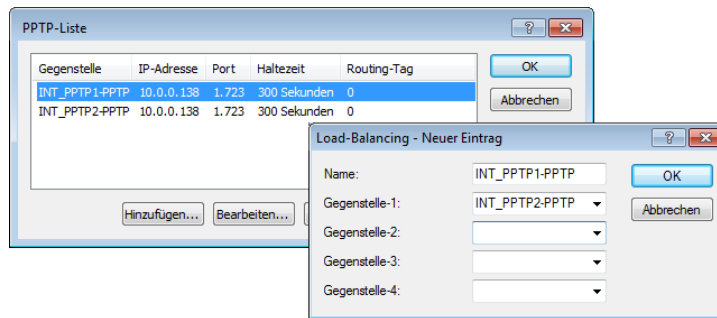 PPTP-Liste
Gegenstelle IP-Adresse Port Haltezeit Routing-Tag
INT_PPTP1-PPTP 10.0.0.138 1.723 300 Sekunden 0
INT_PPTP2-PPTP 10.0.0.138 1.723 300 Sekunden 0
OK
Abbrechen
Hinzufügen... Bearbeiten...
Load-Balancing - Neuer Eintrag
Name: INT_PPTP1-PPTP
Gegenstelle-1: INT_PPTP2-PPTP
Gegenstelle-2:
Gegenstelle-3:
Gegenstelle-4:
OK
Abbrechen